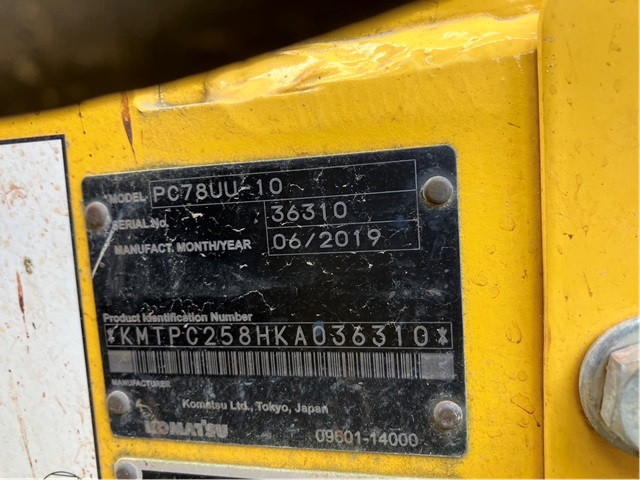 MODEL PC78UU-10
SERIAL No. 36310
MANUFACT. MONTH/YEAR 06/2019
Product Identification Number
*KMTPC258HKA036310*
MANUFACTURER
Komatsu Ltd., Tokyo, Japan
KOMATSU 09601-14000